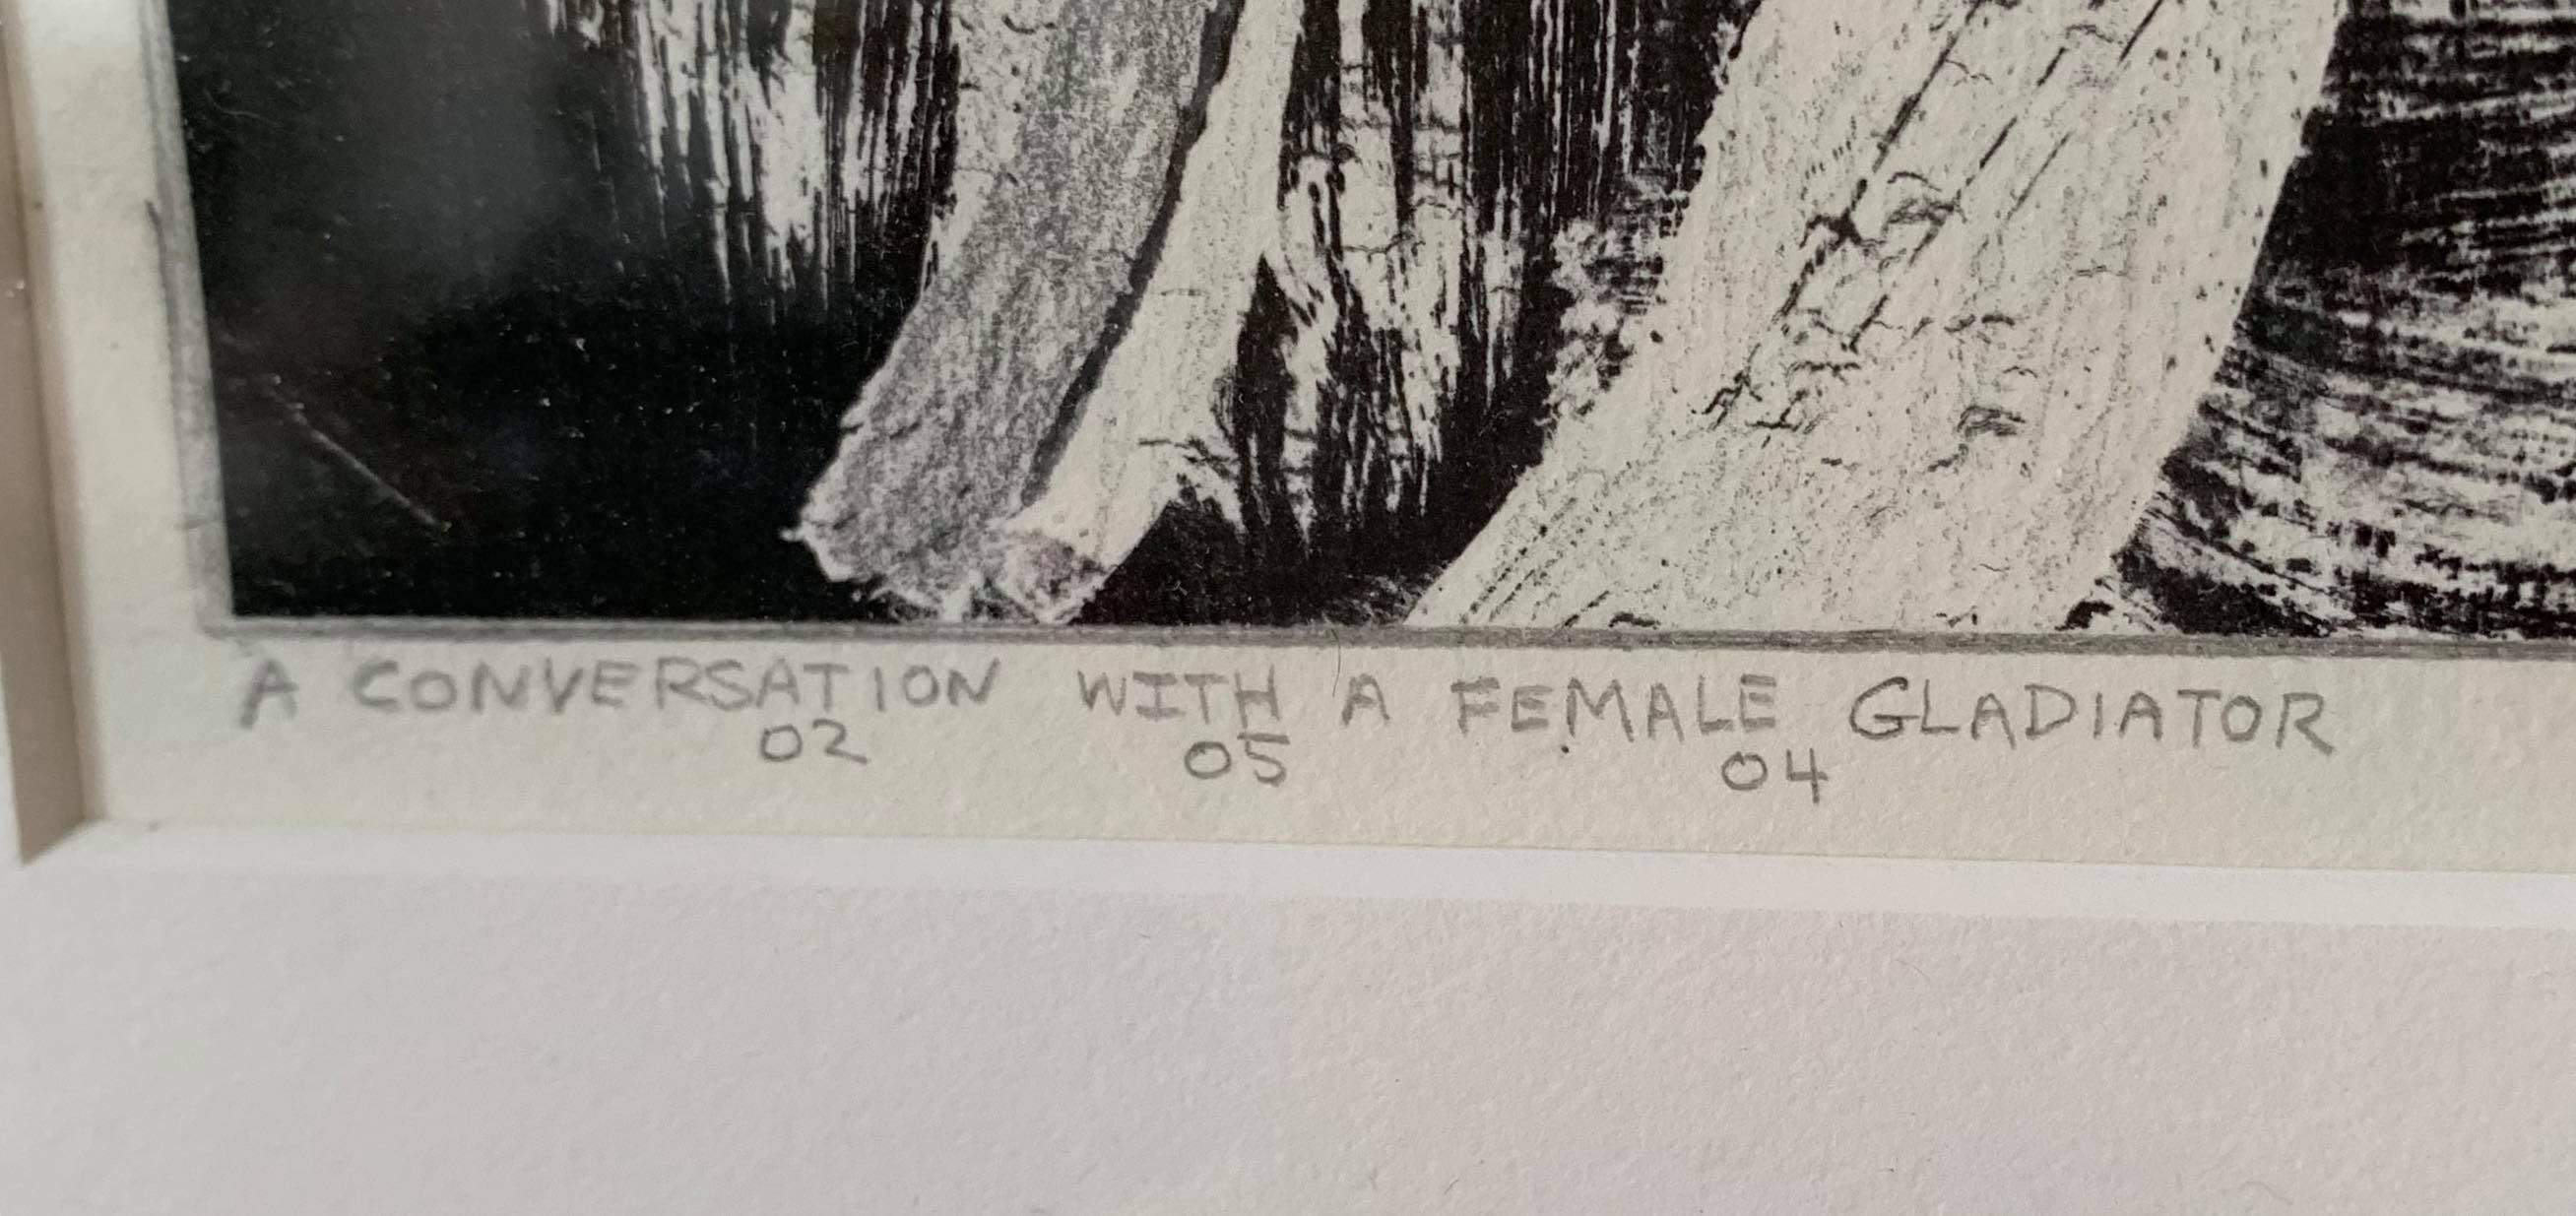 A CONVERSATION WITH A FEMALE GLADIATOR
02 05 04